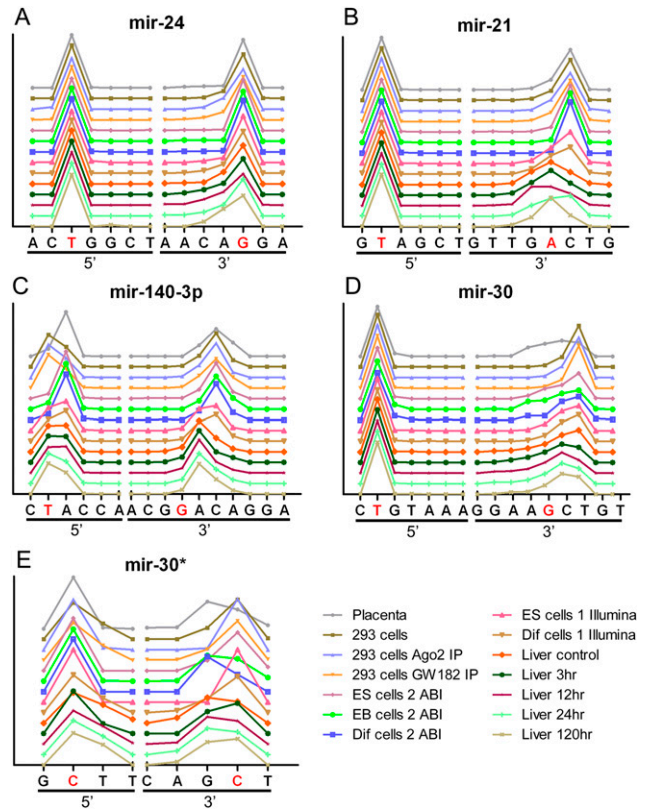 A
mir-24
A C T G G C T A A C A G G A
5' 3'
B
mir-21
G T A G C T G T T G A C T G
5' 3'
C
mir-140-3p
C T A C C A A C G G A C A G G A
5' 3'
D
mir-30
C T G T A A A G G A A G C T G T
5' 3'
E
mir-30*
G C T T C A G C T
5' 3'
Placenta
293 cells
293 cells Ago2 IP
293 cells GW182 IP
ES cells 2 ABI
EB cells 2 ABI
Dif cells 2 ABI
ES cells 1 Illumina
Dif cells 1 Illumina
Liver control
Liver 3hr
Liver 12hr
Liver 24hr
Liver 120hr